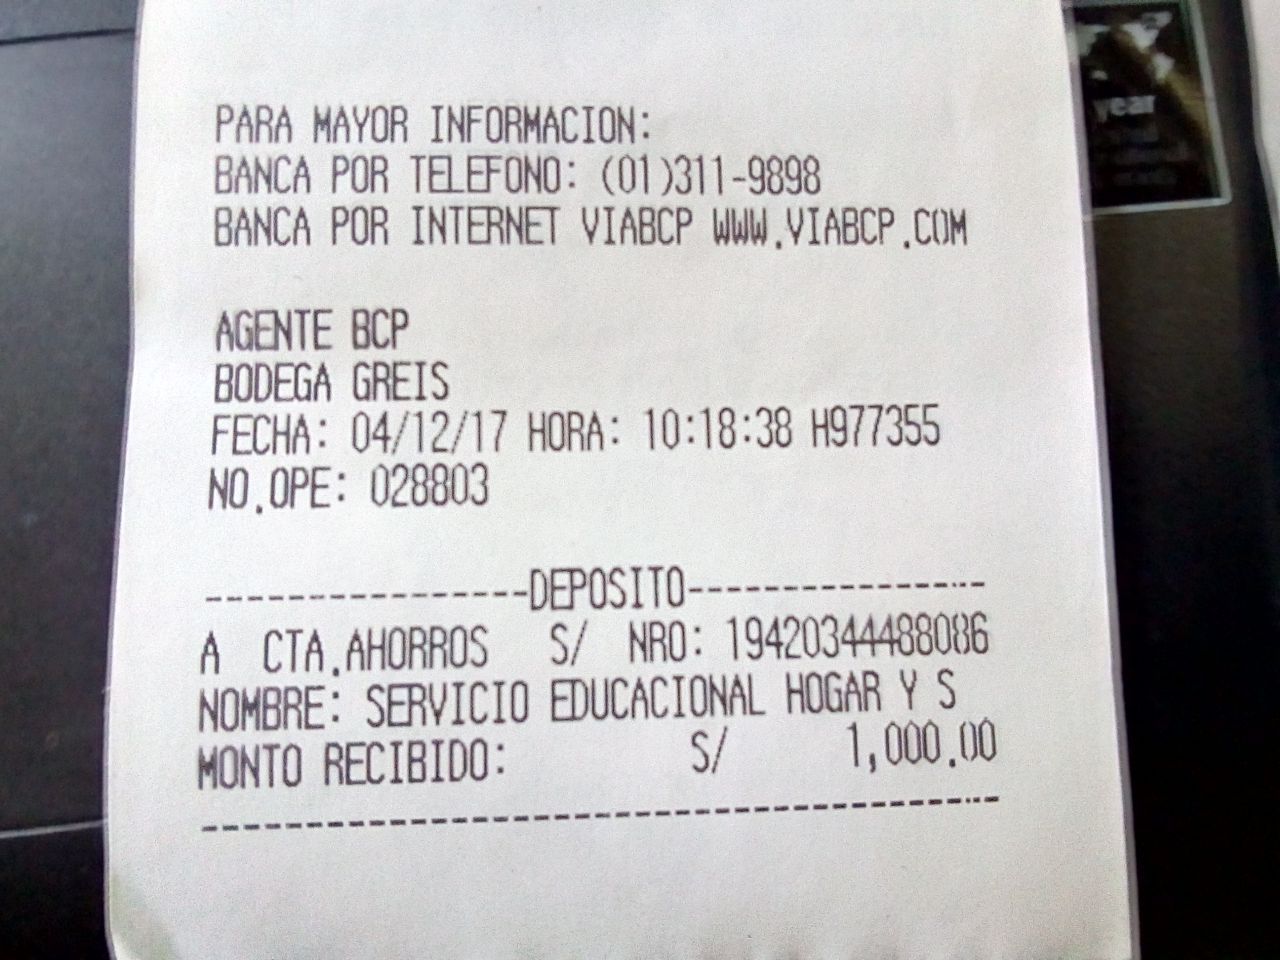 PARA MAYOR INFORMACION:
BANCA POR TELEFONO: (01)311-9898
BANCA POR INTERNET VIABCP WWW.VIABCP.COM
AGENTE BCP
BODEGA GREIS
FECHA: 04/12/17 HORA: 10:18:38 H977355
NO.OPE: 028803
----------------DEPOSITO---------------
A CTA.AHORROS S/ NRO: 19420344488086
NOMBRE: SERVICIO EDUCACIONAL HOGAR Y S
MONTO RECIBIDO: S/ 1,000.00
---------------------------------------
year